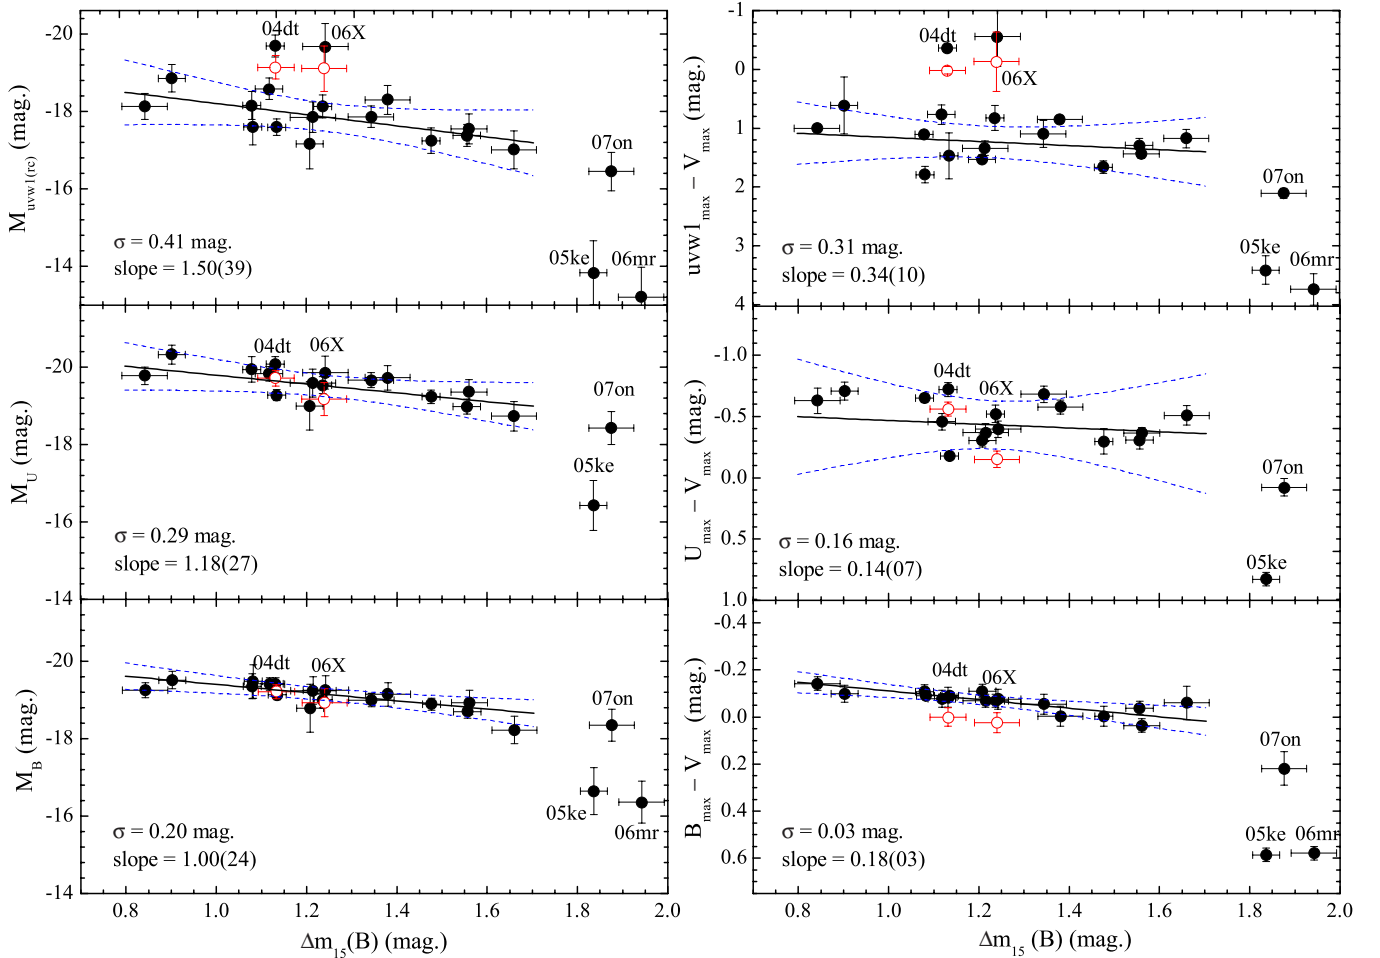 -20
-18
-16
-14
M_uvw1(rc) (mag.)
04dt
06X
07on
05ke
06mr
σ = 0.41 mag.
slope = 1.50(39)
-1
0
1
2
3
4
uvw1_max − V_max (mag.)
04dt
06X
07on
05ke
06mr
σ = 0.31 mag.
slope = 0.34(10)
-20
-18
-16
-14
M_U (mag.)
04dt
06X
07on
05ke
σ = 0.29 mag.
slope = 1.18(27)
-1.0
-0.5
0.0
0.5
1.0
U_max − V_max (mag.)
04dt
06X
07on
05ke
σ = 0.16 mag.
slope = 0.14(07)
-20
-18
-16
-14
M_B (mag.)
04dt
06X
07on
05ke
06mr
σ = 0.20 mag.
slope = 1.00(24)
0.8 1.0 1.2 1.4 1.6 1.8 2.0
Δm_15(B) (mag.)
-0.4
-0.2
0.0
0.2
0.4
0.6
B_max − V_max (mag.)
04dt
06X
07on
05ke
06mr
σ = 0.03 mag.
slope = 0.18(03)
0.8 1.0 1.2 1.4 1.6 1.8 2.0
Δm_15 (B) (mag.)